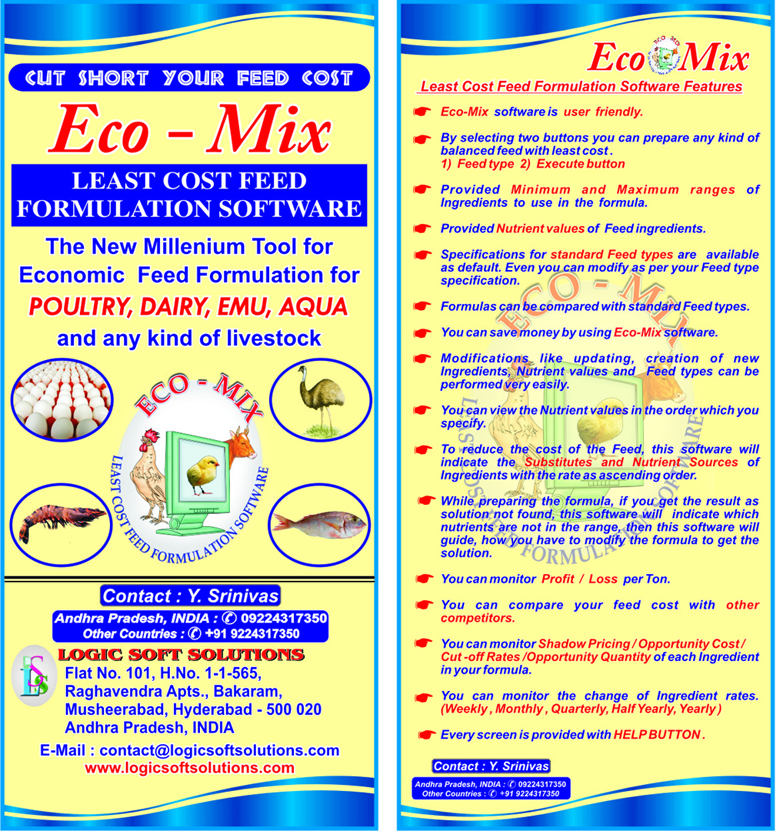 CUT SHORT YOUR FEED COST
Eco - Mix
LEAST COST FEED
FORMULATION SOFTWARE
The New Millenium Tool for
Economic Feed Formulation for
POULTRY, DAIRY, EMU, AQUA
and any kind of livestock
ECO - MIX
LEAST COST FEED FORMULATION SOFTWARE
Contact : Y. Srinivas
Andhra Pradesh, INDIA : ✆ 09224317350
Other Countries : ✆ +91 9224317350
LOGIC SOFT SOLUTIONS
Flat No. 101, H.No. 1-1-565,
Raghavendra Apts., Bakaram,
Musheerabad, Hyderabad - 500 020
Andhra Pradesh, INDIA
E-Mail : contact@logicsoftsolutions.com
www.logicsoftsolutions.com
Eco Mix
Least Cost Feed Formulation Software Features
Eco-Mix software is user friendly.
By selecting two buttons you can prepare any kind of
balanced feed with least cost .
1) Feed type 2) Execute button
Provided Minimum and Maximum ranges of
Ingredients to use in the formula.
Provided Nutrient values of Feed ingredients.
Specifications for standard Feed types are available
as default. Even you can modify as per your Feed type
specification.
Formulas can be compared with standard Feed types.
You can save money by using Eco-Mix software.
Modifications like updating, creation of new
Ingredients, Nutrient values and Feed types can be
performed very easily.
You can view the Nutrient values in the order which you
specify.
To reduce the cost of the Feed, this software will
indicate the Substitutes and Nutrient Sources of
Ingredients with the rate as ascending order.
While preparing the formula, if you get the result as
solution not found, this software will indicate which
nutrients are not in the range, then this software will
guide, how you have to modify the formula to get the
solution.
You can monitor Profit / Loss per Ton.
You can compare your feed cost with other
competitors.
You can monitor Shadow Pricing / Opportunity Cost /
Cut -off Rates /Opportunity Quantity of each Ingredient
in your formula.
You can monitor the change of Ingredient rates.
(Weekly , Monthly , Quarterly, Half Yearly, Yearly )
Every screen is provided with HELP BUTTON .
ECO - MIX
LEAST COST FEED FORMULATION SOFTWARE
Contact : Y. Srinivas
Andhra Pradesh, INDIA : ✆ 09224317350
Other Countries : ✆ +91 9224317350